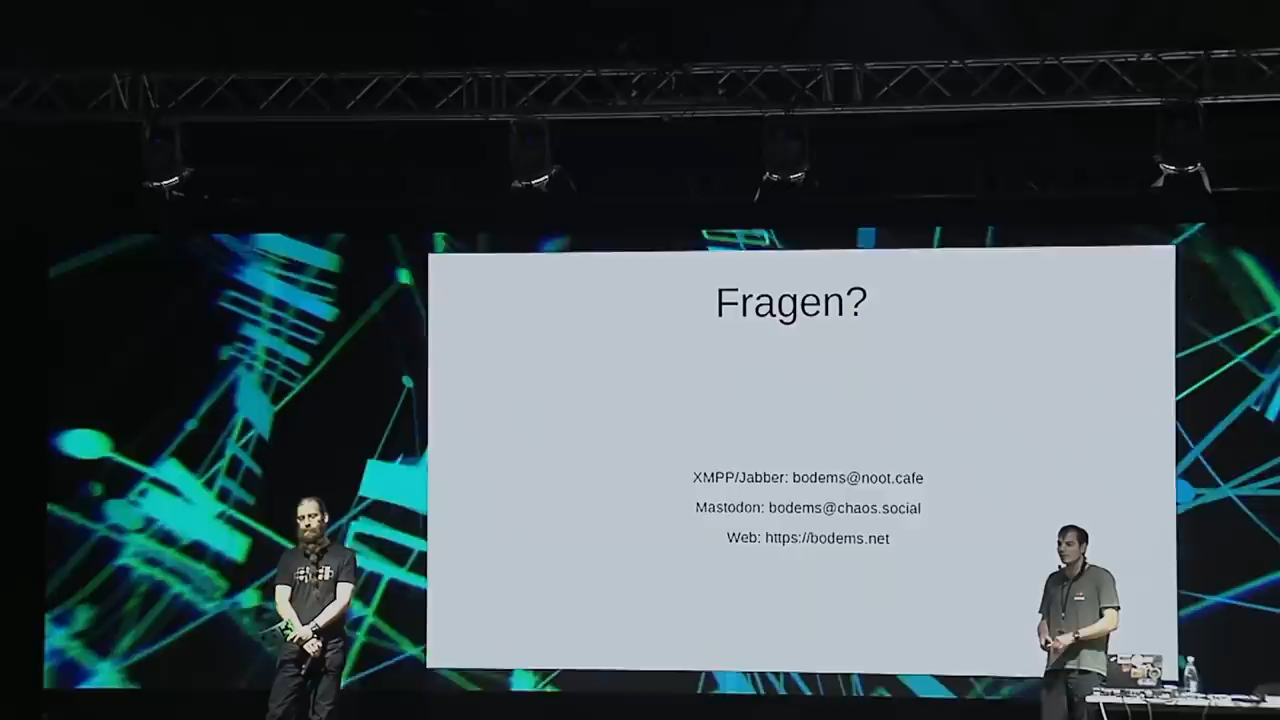 Fragen?
XMPP/Jabber: bodems@noot.cafe
Mastodon: bodems@chaos.social
Web: https://bodems.net